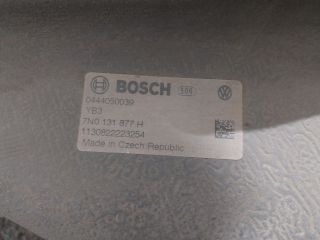 BOSCH
0444050039
YB3
7N0 131 877 H
1130822223254
Made in Czech Republic